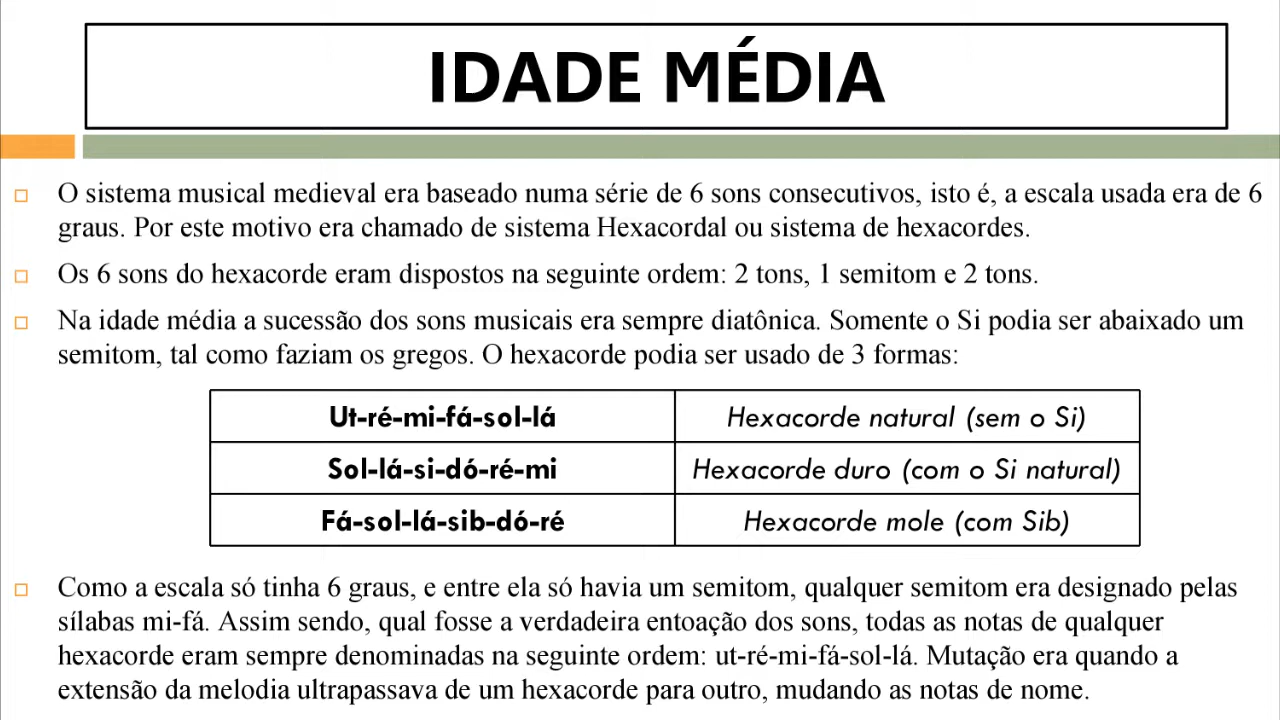 IDADE MÉDIA
O sistema musical medieval era baseado numa série de 6 sons consecutivos, isto é, a escala usada era de 6
graus. Por este motivo era chamado de sistema Hexacordal ou sistema de hexacordes.
Os 6 sons do hexacorde eram dispostos na seguinte ordem: 2 tons, 1 semitom e 2 tons.
Na idade média a sucessão dos sons musicais era sempre diatônica. Somente o Si podia ser abaixado um
semitom, tal como faziam os gregos. O hexacorde podia ser usado de 3 formas:
Ut-ré-mi-fá-sol-lá Hexacorde natural (sem o Si)
Sol-lá-si-dó-ré-mi Hexacorde duro (com o Si natural)
Fá-sol-lá-sib-dó-ré Hexacorde mole (com Sib)
Como a escala só tinha 6 graus, e entre ela só havia um semitom, qualquer semitom era designado pelas
sílabas mi-fá. Assim sendo, qual fosse a verdadeira entoação dos sons, todas as notas de qualquer
hexacorde eram sempre denominadas na seguinte ordem: ut-ré-mi-fá-sol-lá. Mutação era quando a
extensão da melodia ultrapassava de um hexacorde para outro, mudando as notas de nome.